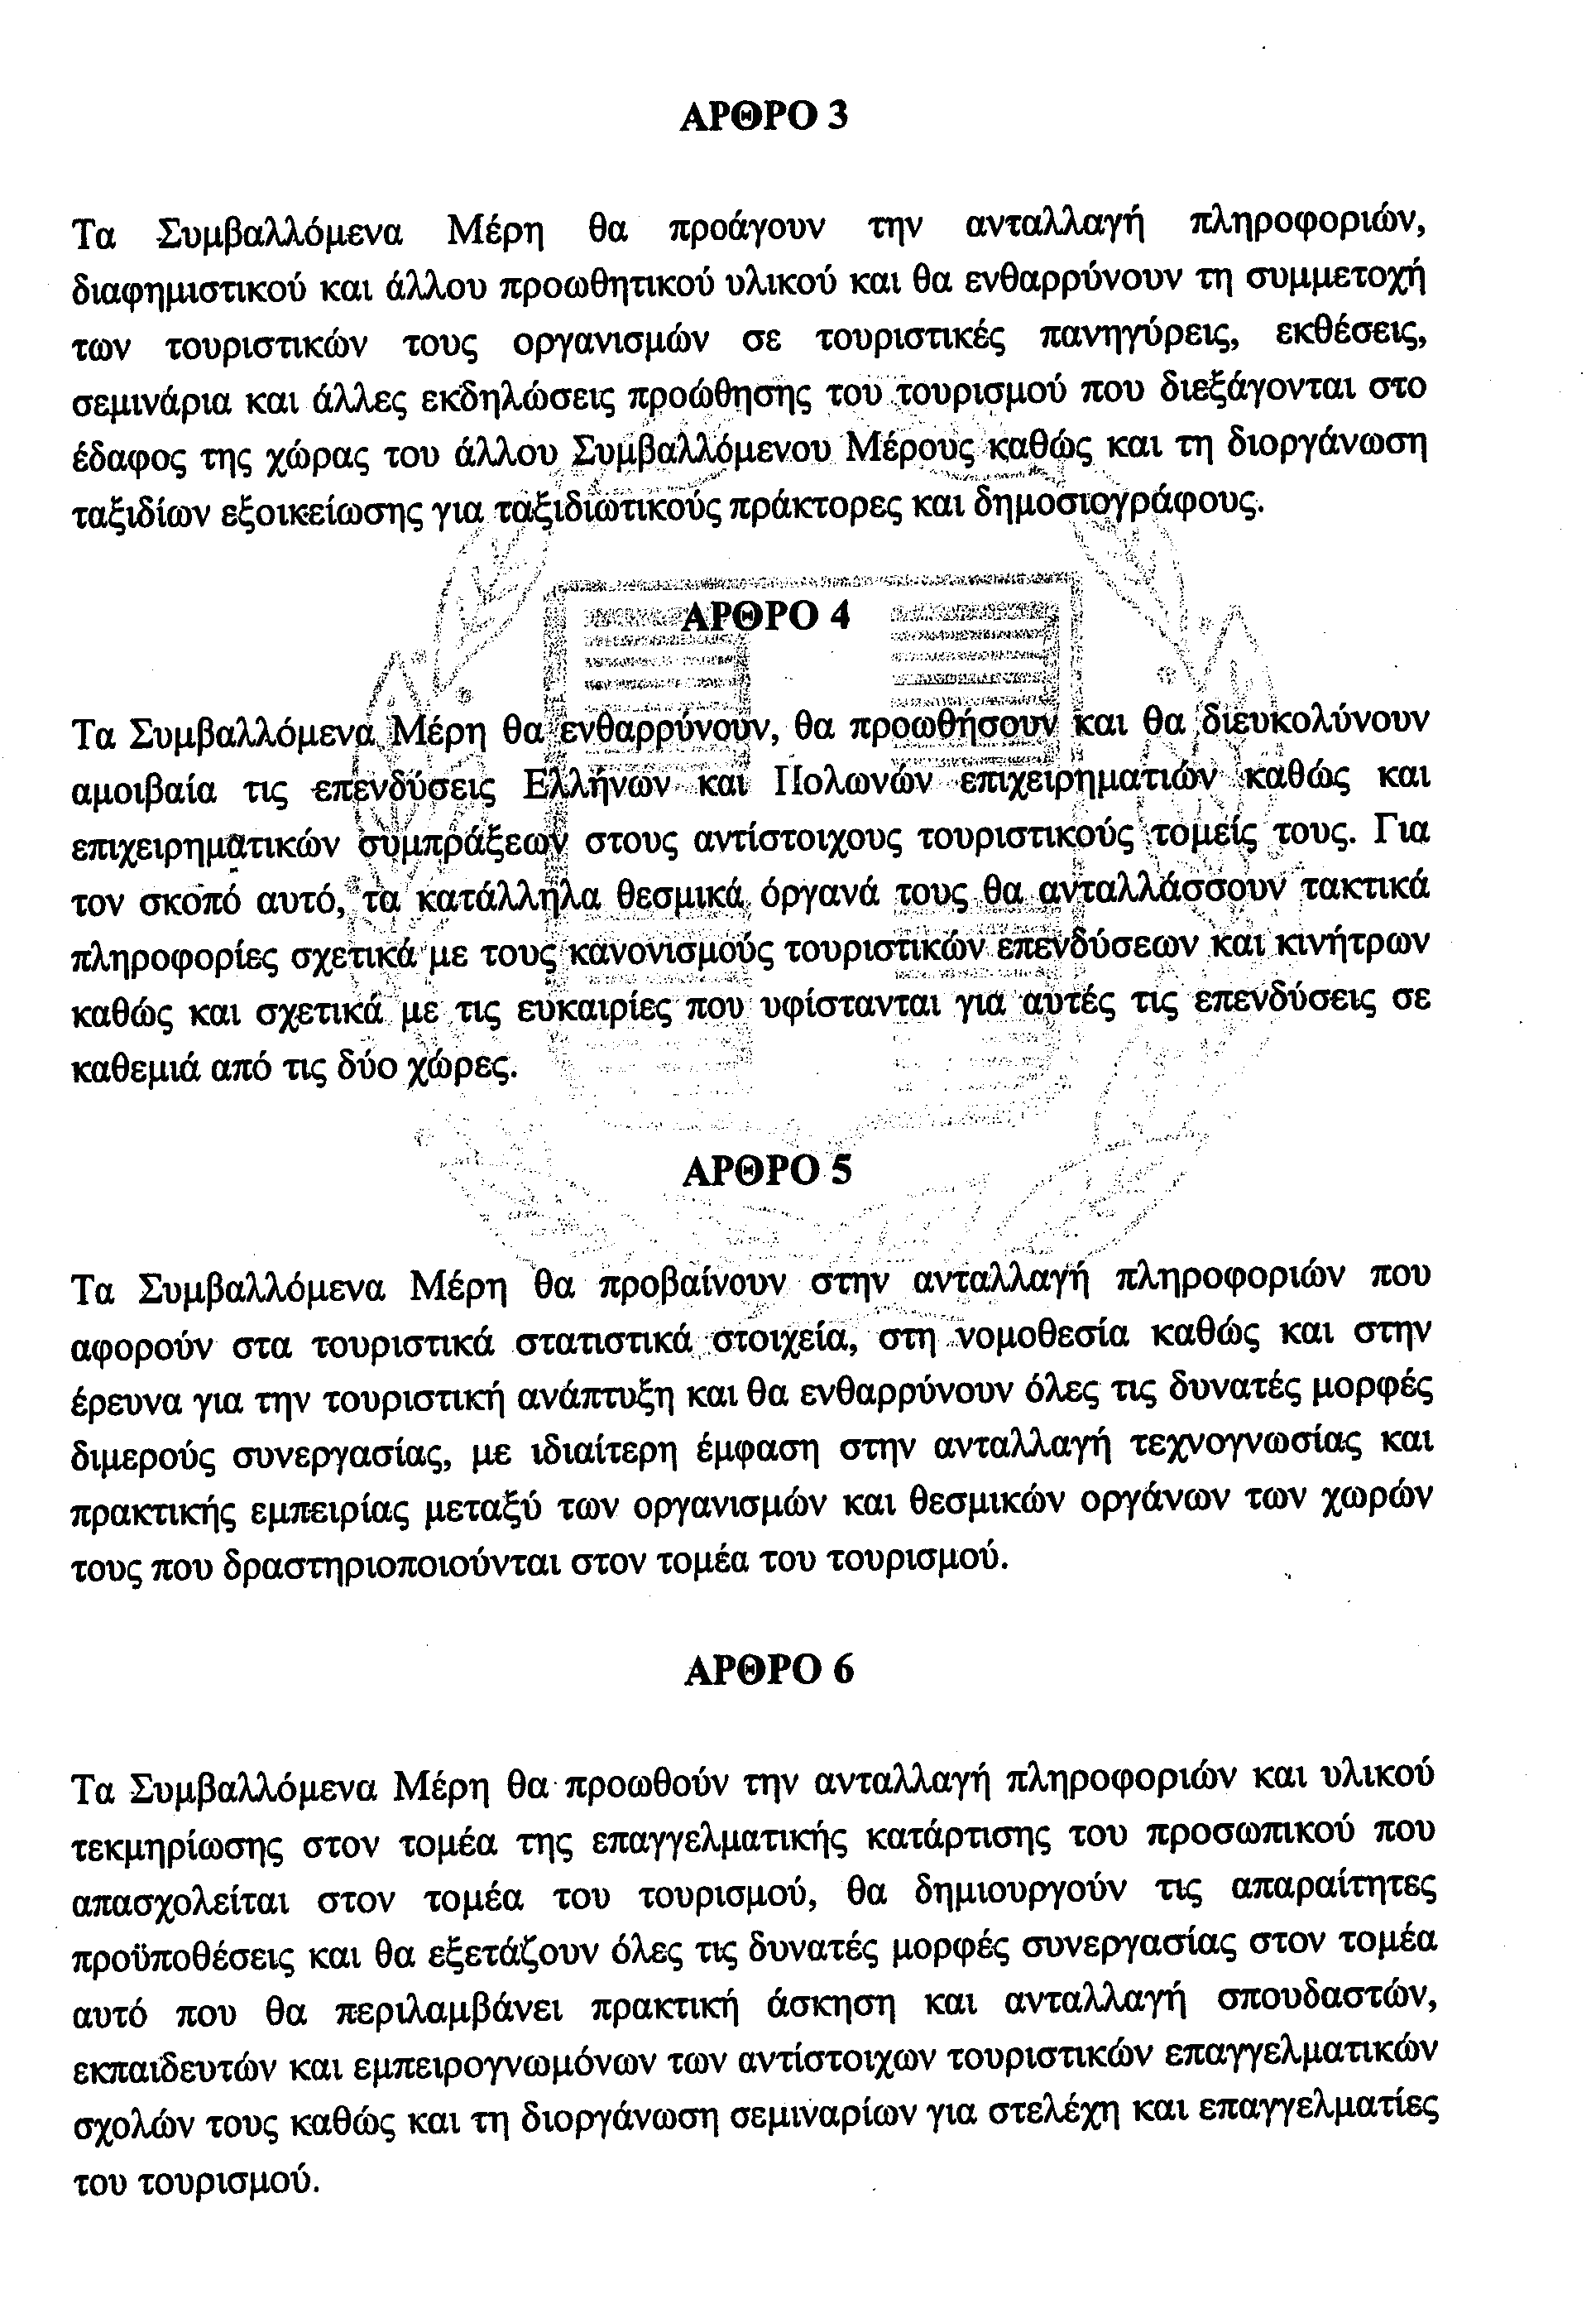 ΑΡΘΡΟ 3
Τα Συμβαλλόμενα Μέρη θα προάγουν την ανταλλαγή πληροφοριών,
διαφημιστικού και άλλου προωθητικού υλικού και θα ενθαρρύνουν τη συμμετοχή
των τουριστικών τους οργανισμών σε τουριστικές πανηγύρεις, εκθέσεις,
σεμινάρια και άλλες εκδηλώσεις προώθησης του τουρισμού που διεξάγονται στο
έδαφος της χώρας του άλλου Συμβαλλόμενου Μέρους καθώς και τη διοργάνωση
ταξιδίων εξοικείωσης για ταξιδιωτικούς πράκτορες και δημοσιογράφους.
ΑΡΘΡΟ 4
Τα Συμβαλλόμενα Μέρη θα ενθαρρύνουν, θα προωθήσουν και θα διευκολύνουν
αμοιβαία τις επενδύσεις Ελλήνων και Πολωνών επιχειρηματιών καθώς και
επιχειρηματικών συμπράξεων στους αντίστοιχους τουριστικούς τομείς τους. Για
τον σκοπό αυτό, τα κατάλληλα θεσμικά όργανά τους θα ανταλλάσσουν τακτικά
πληροφορίες σχετικά με τους κανονισμούς τουριστικών επενδύσεων και κινήτρων
καθώς και σχετικά με τις ευκαιρίες που υφίστανται για αυτές τις επενδύσεις σε
καθεμιά από τις δύο χώρες.
ΑΡΘΡΟ 5
Τα Συμβαλλόμενα Μέρη θα προβαίνουν στην ανταλλαγή πληροφοριών που
αφορούν στα τουριστικά στατιστικά στοιχεία, στη νομοθεσία καθώς και στην
έρευνα για την τουριστική ανάπτυξη και θα ενθαρρύνουν όλες τις δυνατές μορφές
διμερούς συνεργασίας, με ιδιαίτερη έμφαση στην ανταλλαγή τεχνογνωσίας και
πρακτικής εμπειρίας μεταξύ των οργανισμών και θεσμικών οργάνων των χωρών
τους που δραστηριοποιούνται στον τομέα του τουρισμού.
ΑΡΘΡΟ 6
Τα Συμβαλλόμενα Μέρη θα προωθούν την ανταλλαγή πληροφοριών και υλικού
τεκμηρίωσης στον τομέα της επαγγελματικής κατάρτισης του προσωπικού που
απασχολείται στον τομέα του τουρισμού, θα δημιουργούν τις απαραίτητες
προϋποθέσεις και θα εξετάζουν όλες τις δυνατές μορφές συνεργασίας στον τομέα
αυτό που θα περιλαμβάνει πρακτική άσκηση και ανταλλαγή σπουδαστών,
εκπαιδευτών και εμπειρογνωμόνων των αντίστοιχων τουριστικών επαγγελματικών
σχολών τους καθώς και τη διοργάνωση σεμιναρίων για στελέχη και επαγγελματίες
του τουρισμού.